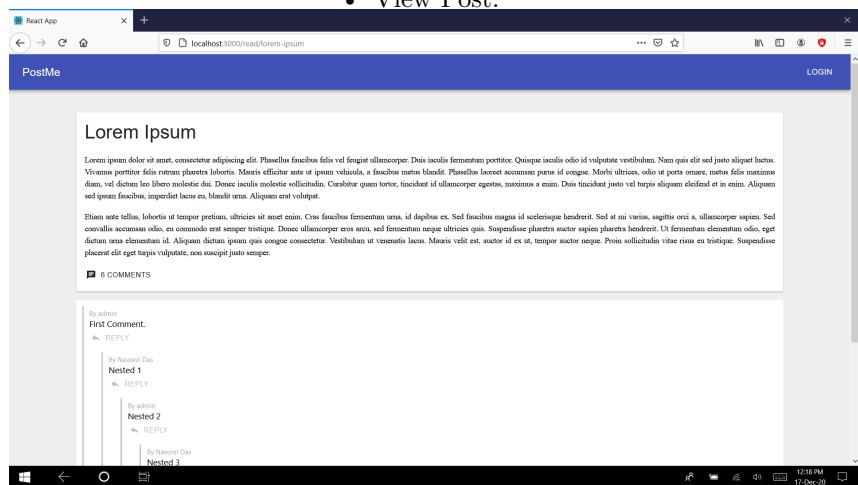 • View Post:
React App
localhost:3000/read/lorem-ipsum
PostMe
LOGIN
Lorem Ipsum
Lorem ipsum dolor sit amet, consectetur adipiscing elit. Phasellus faucibus felis vel feugiat ullamcorper. Duis iaculis fermentum porttitor. Quisque iaculis odio id vulputate vestibulum. Nam quis elit sed justo aliquet luctus.
Vivamus porttitor felis rutrum pharetra lobortis. Mauris efficitur ante ut ipsum vehicula, a faucibus metus blandit. Phasellus laoreet accumsan purus id congue. Morbi ultrices, odio ut porta ornare, metus felis maximus
diam, vel dictum leo libero molestie dui. Donec iaculis molestie sollicitudin. Curabitur quam tortor, tincidunt id ullamcorper egestas, maximus a enim. Duis tincidunt justo vel turpis aliquam eleifend et in enim. Aliquam
sed ipsum faucibus, imperdiet lacus eu, blandit urna. Aliquam erat volutpat.
Etiam ante tellus, lobortis ut tempor pretium, ultricies sit amet enim. Cras faucibus fermentum urna, id dapibus ex. Sed faucibus magna id scelerisque hendrerit. Sed at mi varius, sagittis orci a, ullamcorper sapien. Sed
convallis accumsan odio, eu commodo erat semper tristique. Donec ullamcorper eros arcu, sed fermentum neque ultricies quis. Suspendisse pharetra auctor sapien pharetra hendrerit. Ut fermentum elementum odio, eget
dictum urna elementum id. Aliquam dictum ipsum quis congue consectetur. Vestibulum ut venenatis lacus. Mauris velit est, auctor id ex ut, tempor auctor neque. Proin sollicitudin vitae risus eu tristique. Suspendisse
placerat elit eget turpis vulputate, non suscipit justo semper.
6 COMMENTS
By admin
First Comment.
REPLY
By Navonil Das
Nested 1
REPLY
By admin
Nested 2
REPLY
By Navonil Das
Nested 3
12:18 PM
17-Dec-20